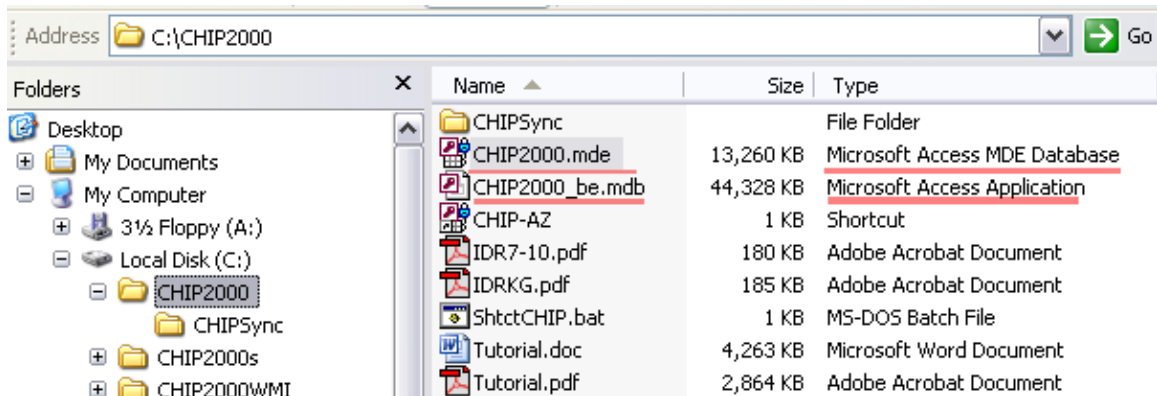 Address C:\CHIP2000 Go
Folders × Name Size Type
Desktop CHIPSync File Folder
My Documents CHIP2000.mde 13,260 KB Microsoft Access MDE Database
My Computer CHIP2000_be.mdb 44,328 KB Microsoft Access Application
3½ Floppy (A:) CHIP-AZ 1 KB Shortcut
Local Disk (C:) IDR7-10.pdf 180 KB Adobe Acrobat Document
CHIP2000 IDRKG.pdf 185 KB Adobe Acrobat Document
CHIPSync ShtctCHIP.bat 1 KB MS-DOS Batch File
CHIP2000s Tutorial.doc 4,263 KB Microsoft Word Document
CHIP2000WMI Tutorial.pdf 2,864 KB Adobe Acrobat Document